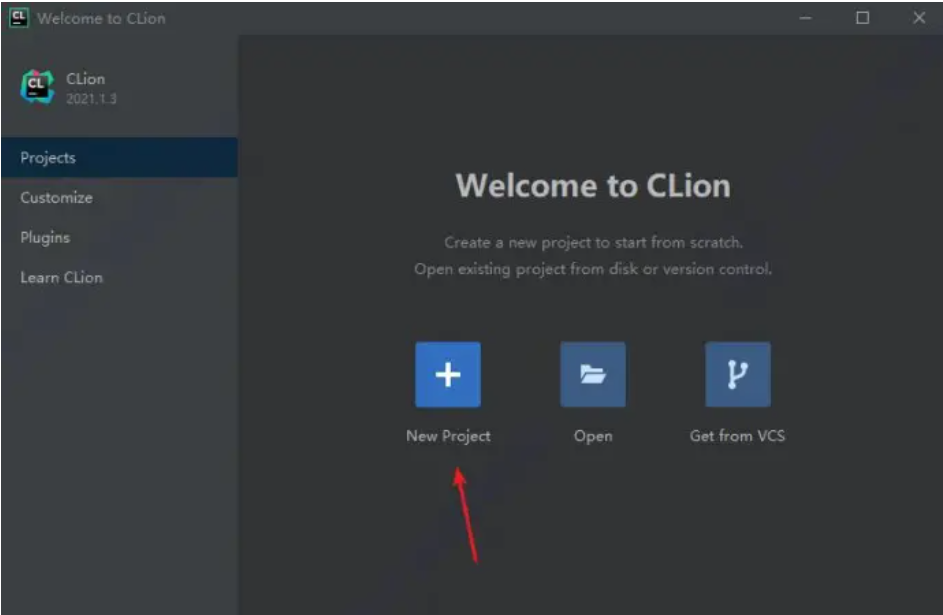 CL Welcome to CLion
CL CLion
2021.1.3
Projects
Customize
Plugins
Learn CLion
Welcome to CLion
Create a new project to start from scratch.
Open existing project from disk or version control.
New Project
Open
Get from VCS